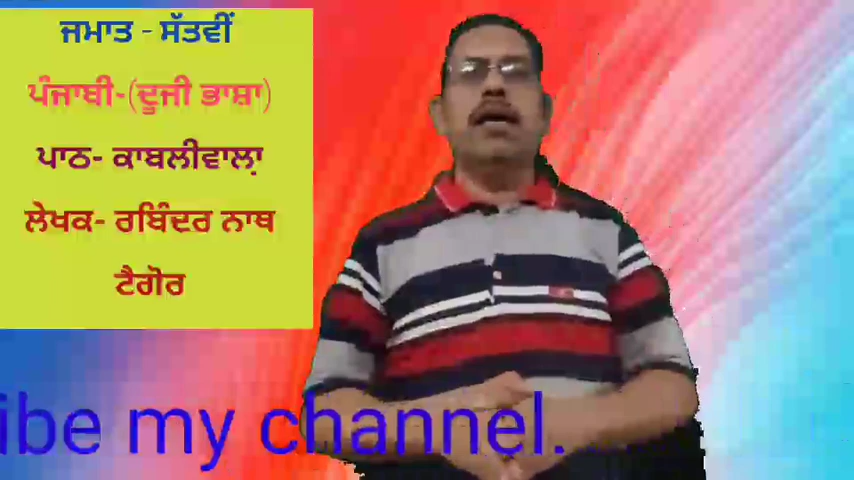 ਜਮਾਤ - ਸੱਤਵੀਂ
ਪੰਜਾਬੀ-(ਦੂਜੀ ਭਾਸ਼ਾ)
ਪਾਠ- ਕਾਬਲੀਵਾਲ਼ਾ
ਲੇਖਕ- ਰਬਿੰਦਰ ਨਾਥ
ਟੈਗੋਰ
ibe my channel.